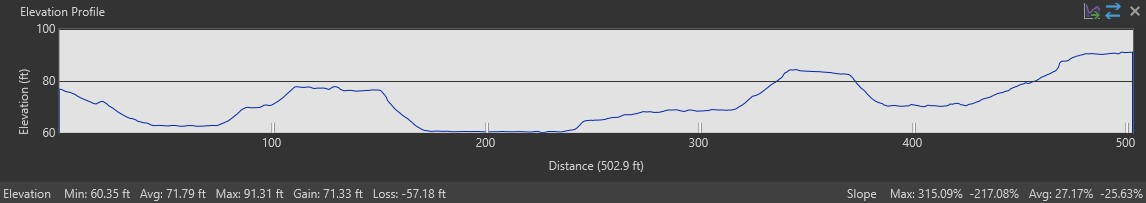 Elevation Profile
100
80
60
Elevation (ft)
100 200 300 400 500
Distance (502.9 ft)
Elevation Min: 60.35 ft Avg: 71.79 ft Max: 91.31 ft Gain: 71.33 ft Loss: -57.18 ft Slope Max: 315.09% -217.08% Avg: 27.17% -25.63%